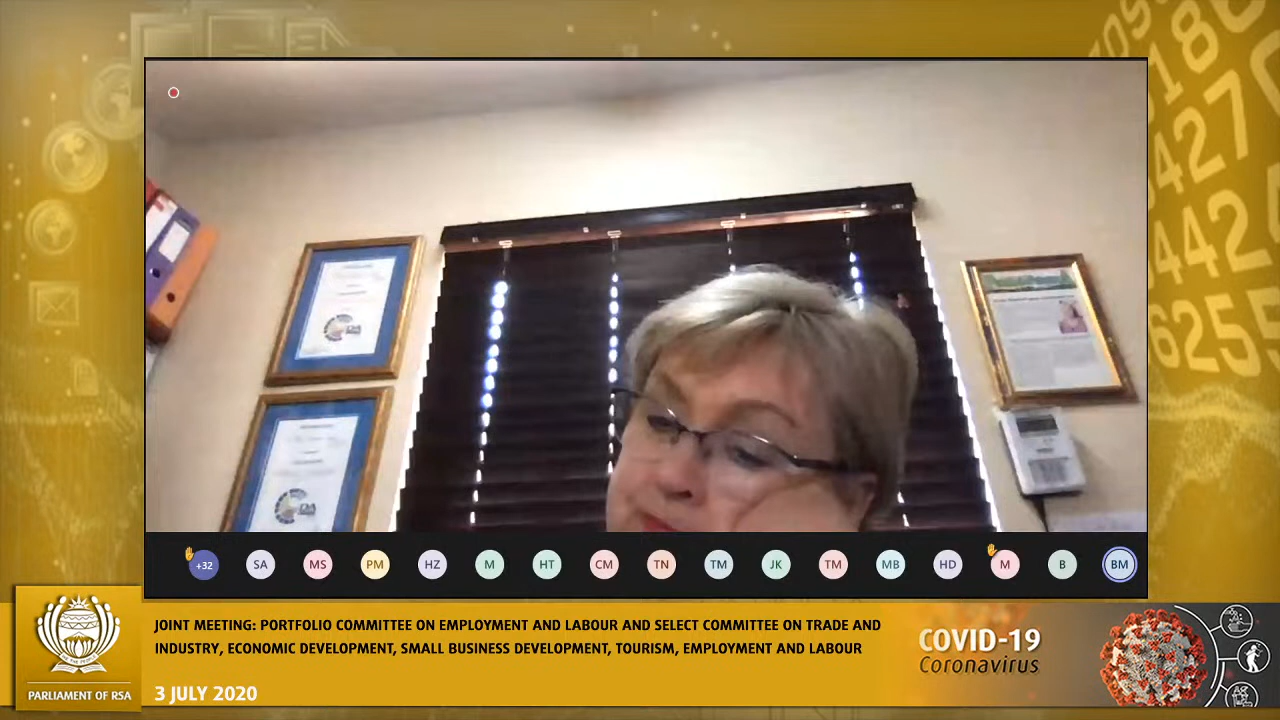 +32 SA MS PM HZ M HT CM TN TM JK TM MB HD M B BM
JOINT MEETING: PORTFOLIO COMMITTEE ON EMPLOYMENT AND LABOUR AND SELECT COMMITTEE ON TRADE AND
INDUSTRY, ECONOMIC DEVELOPMENT, SMALL BUSINESS DEVELOPMENT, TOURISM, EMPLOYMENT AND LABOUR
3 JULY 2020
PARLIAMENT OF RSA
COVID-19
Coronavirus